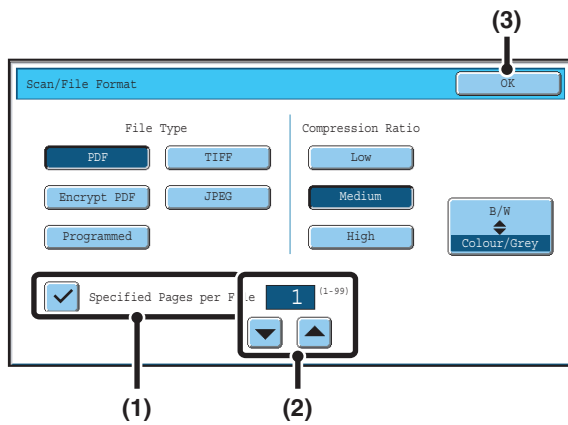 (3)
Scan/File Format
OK
File Type
Compression Ratio
PDF
TIFF
Low
Encrypt PDF
JPEG
Medium
B/W
Colour/Grey
Programmed
High
Specified Pages per File
1
(1-99)
(1)
(2)